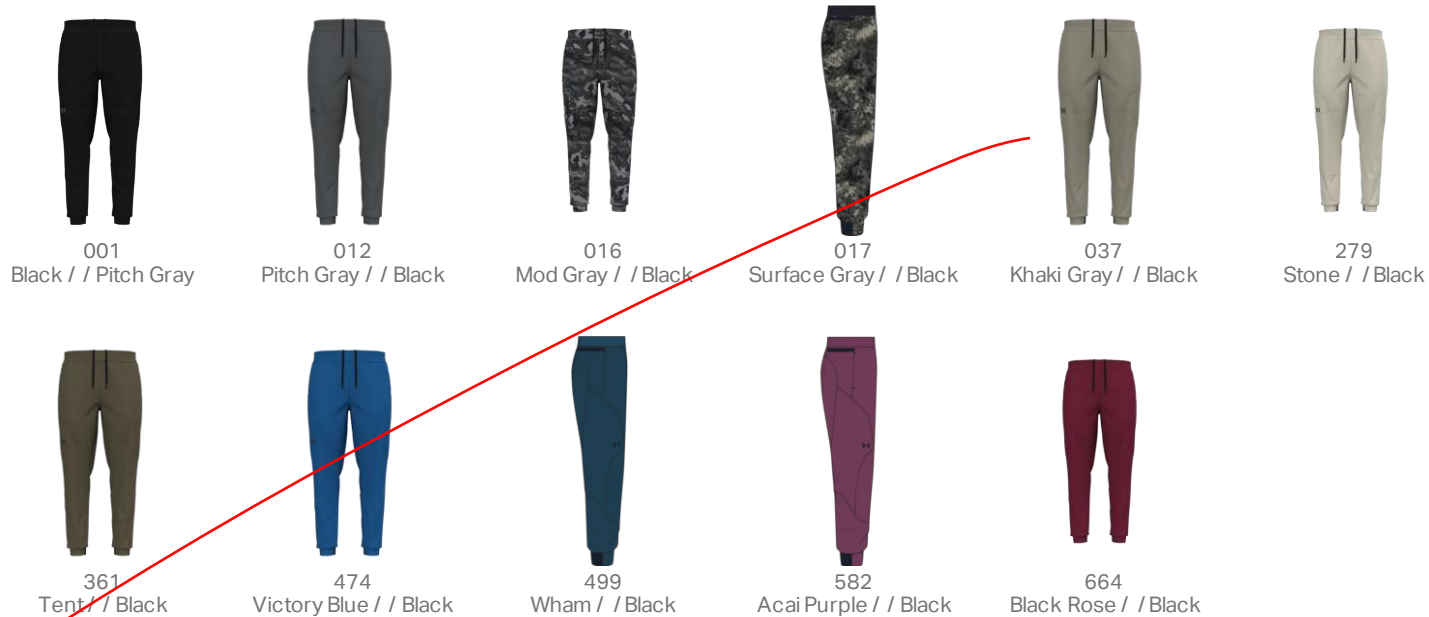 001
Black / / Pitch Gray
012
Pitch Gray / / Black
016
Mod Gray / / Black
017
Surface Gray / / Black
037
Khaki Gray / / Black
279
Stone / / Black
361
Tent / / Black
474
Victory Blue / / Black
499
Wham / / Black
582
Acai Purple / / Black
664
Black Rose / / Black